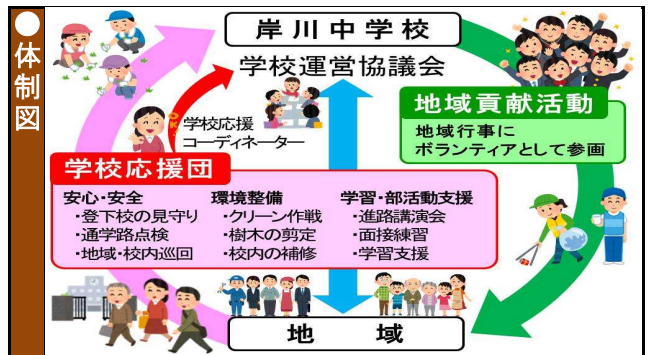 ●体制図
岸川中学校
学校運営協議会
学校応援
コーディネーター
OK!
地域貢献活動
地域行事に
ボランティアとして参画
学校応援団
安心・安全
・登下校の見守り
・通学路点検
・地域・校内巡回
環境整備
・クリーン作戦
・樹木の剪定
・校内の補修
学習・部活動支援
・進路講演会
・面接練習
・学習支援
地域